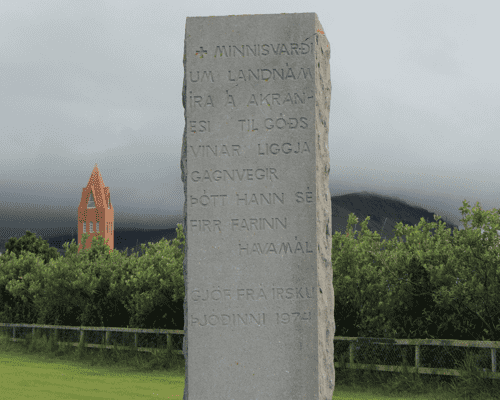 ✢ MINNISVARÐI
UM LANDNÁM
ÍRA Á AKRAN-
ESI TIL GÓÐS
VINAR LIGGJA
GAGNVEGIR
ÞÓTT HANN SÉ
FIRR FARINN
HAVAMÁL
GJÖF FRÁ ÍRSKU
ÞJÓÐINNI 1974